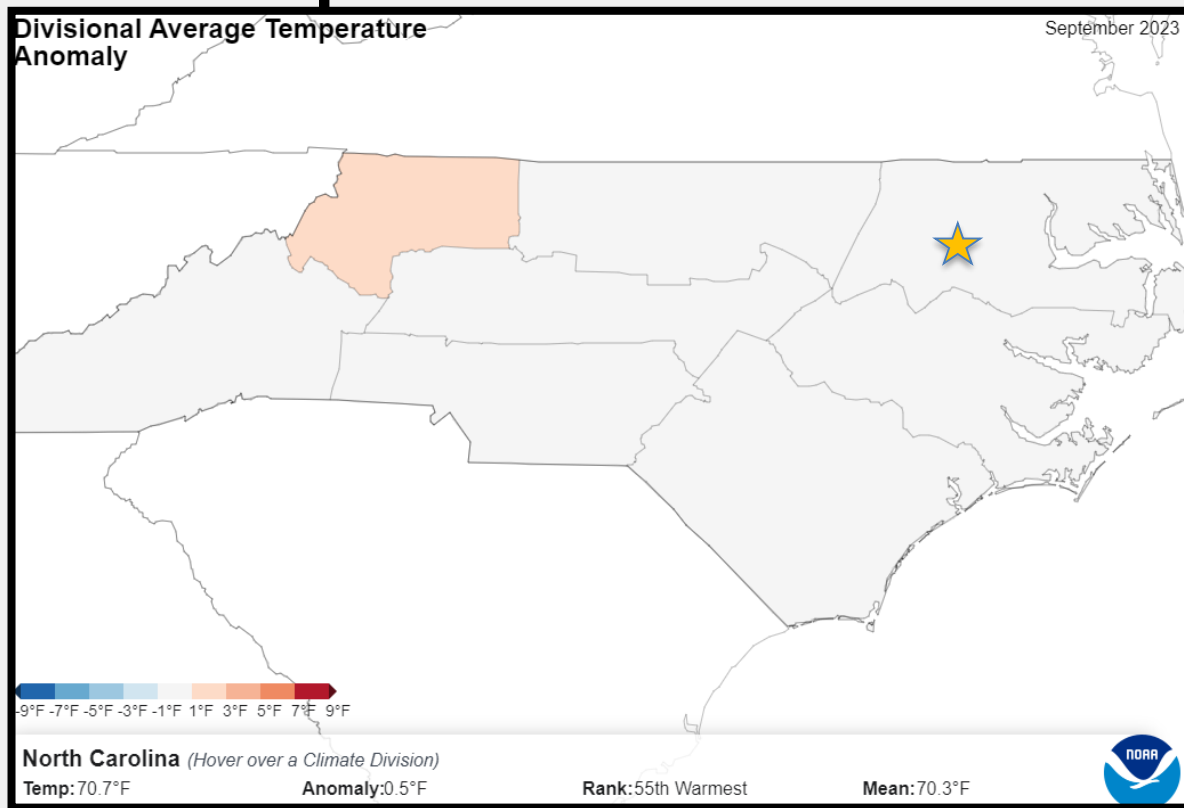 Divisional Average Temperature
Anomaly
September 2023
-9°F -7°F -5°F -3°F -1°F 1°F 3°F 5°F 7°F 9°F
North Carolina (Hover over a Climate Division)
Temp:70.7°F Anomaly:0.5°F Rank:55th Warmest Mean:70.3°F
NOAA